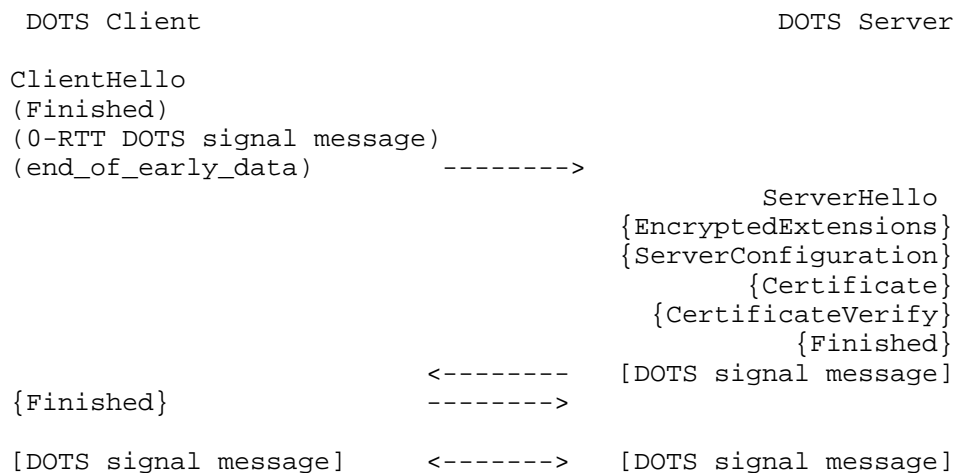 DOTS Client                                  DOTS Server
ClientHello
(Finished)
(0-RTT DOTS signal message)
(end_of_early_data)        -------->
ServerHello
{EncryptedExtensions}
{ServerConfiguration}
{Certificate}
{CertificateVerify}
{Finished}
<--------   [DOTS signal message]
{Finished}                -------->
[DOTS signal message]     <------->   [DOTS signal message]